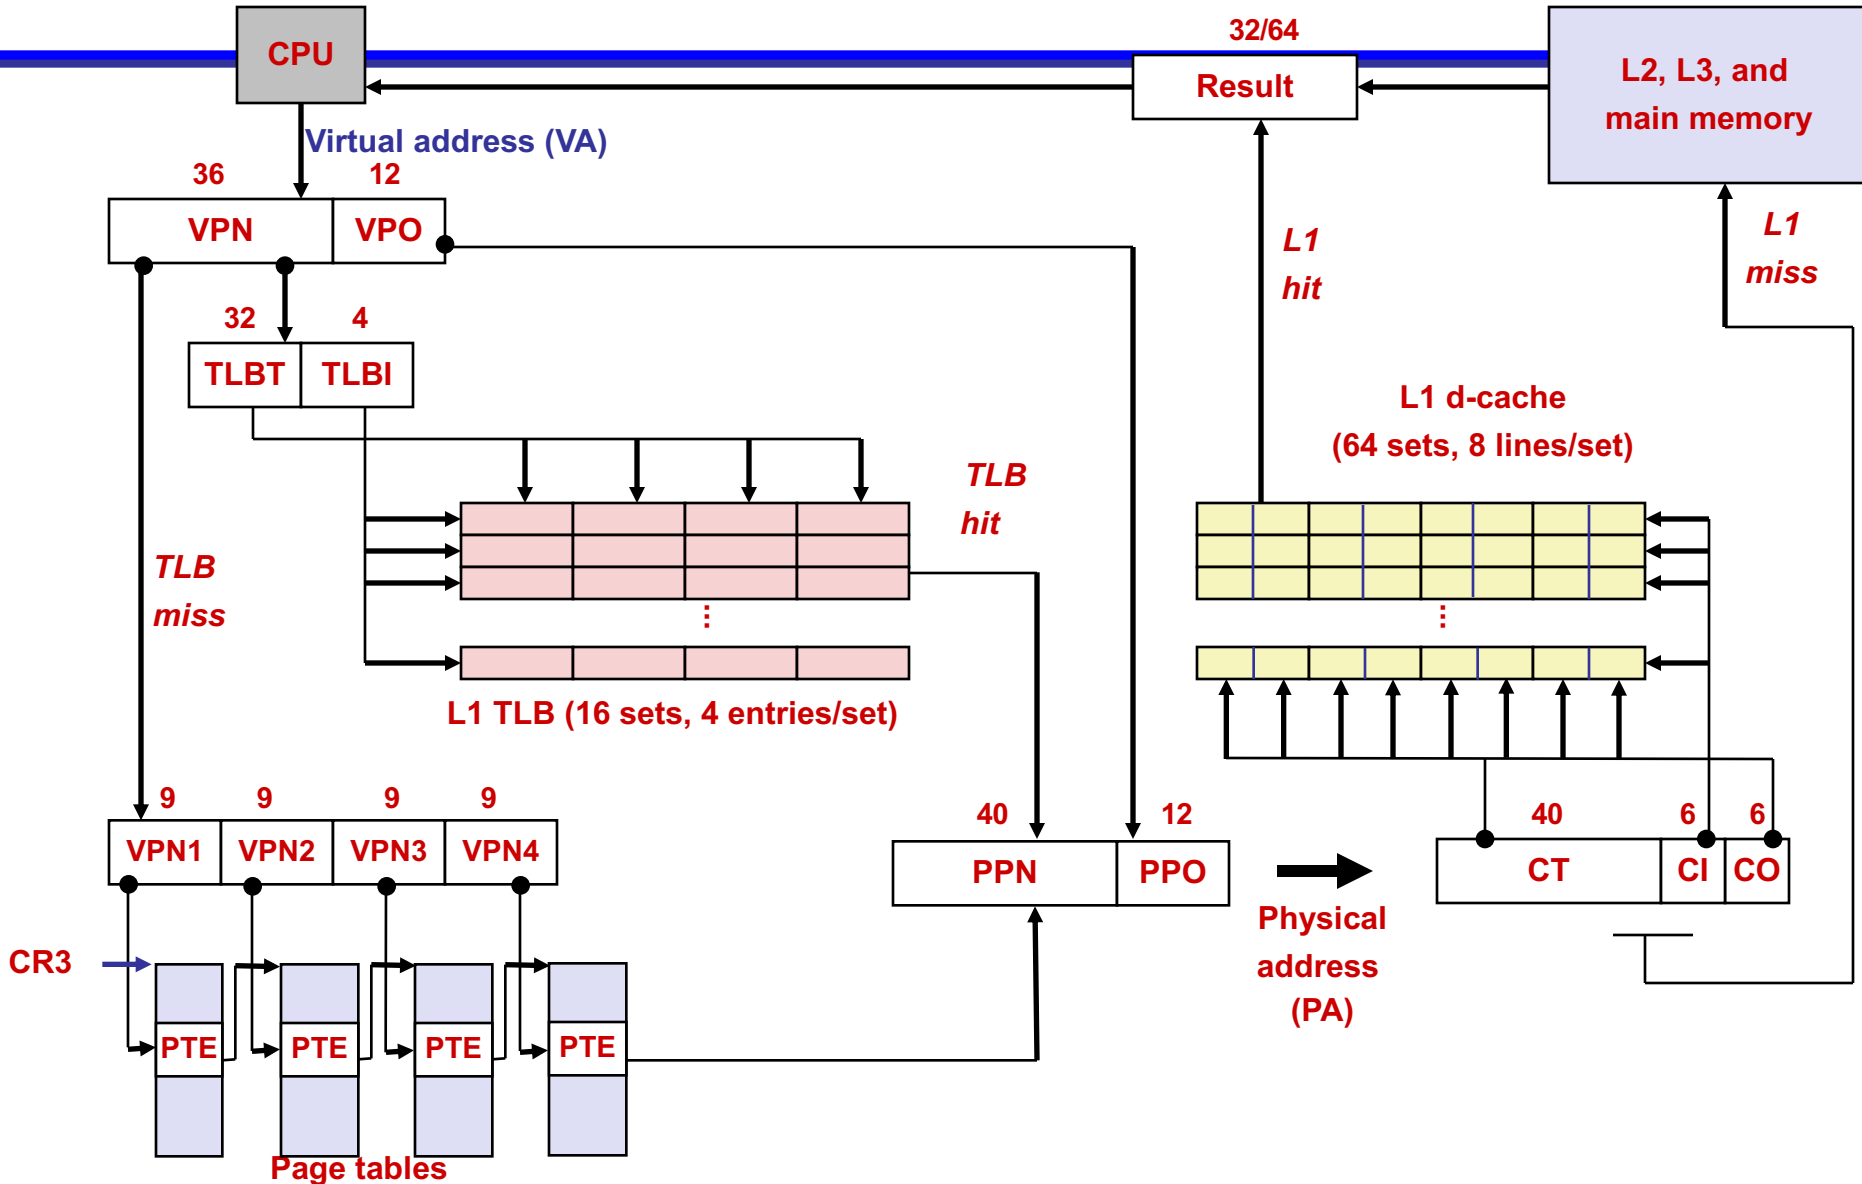 32/64
CPU
Result
L2, L3, and
main memory
Virtual address (VA)
36
12
VPN
VPO
L1
hit
L1
miss
32
4
TLBT
TLBI
L1 d-cache
(64 sets, 8 lines/set)
TLB
hit
TLB
miss
...
...
L1 TLB (16 sets, 4 entries/set)
9
9
9
9
VPN1
VPN2
VPN3
VPN4
40
12
PPN
PPO
40
6
6
CT
CI
CO
Physical
address
(PA)
CR3
PTE
PTE
PTE
PTE
Page tables